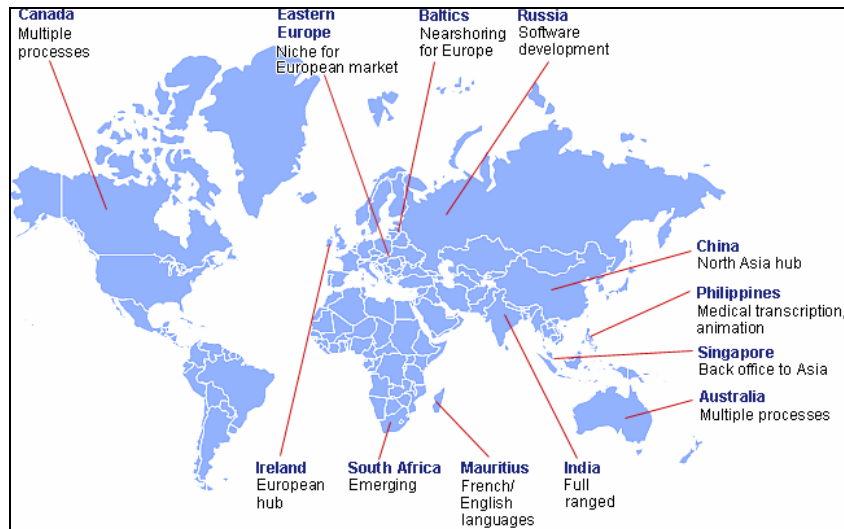 Canada
Multiple
processes
Eastern
Europe
Niche for
European market
Baltics
Nearshoring
for Europe
Russia
Software
development
China
North Asia hub
Philippines
Medical transcription,
animation
Singapore
Back office to Asia
Australia
Multiple processes
Ireland
European
hub
South Africa
Emerging
Mauritius
French/
English
languages
India
Full
ranged